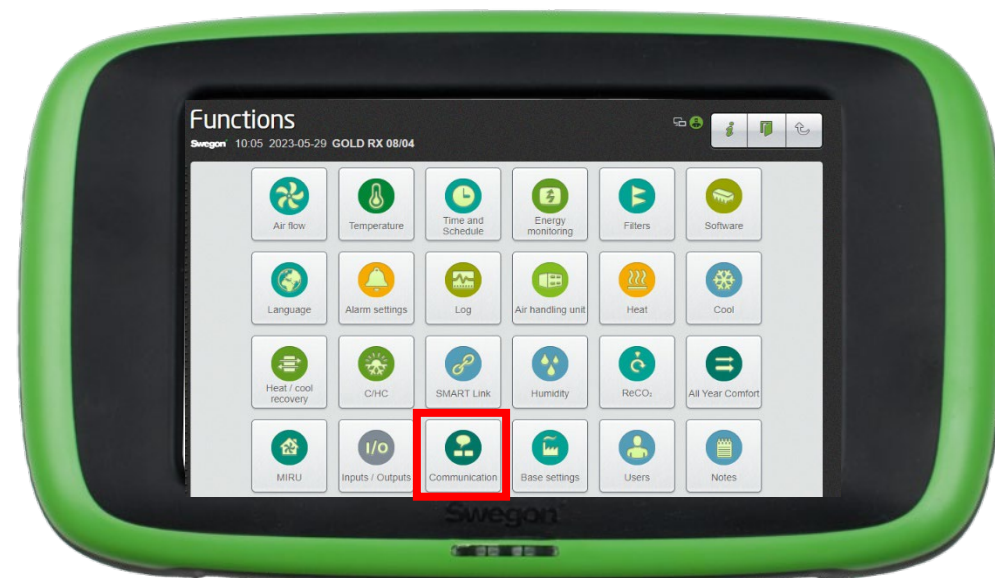 Functions
Swegon 10:05 2023-05-29 GOLD RX 08/04
Air flow
Temperature
Time and
Schedule
Energy
monitoring
Filters
Software
Language
Alarm settings
Log
Air handling unit
Heat
Cool
Heat / cool
recovery
C/HC
SMART Link
Humidity
ReCO₂
All Year Comfort
MIRU
I/O
Inputs / Outputs
Communication
Base settings
Users
Notes
Swegon